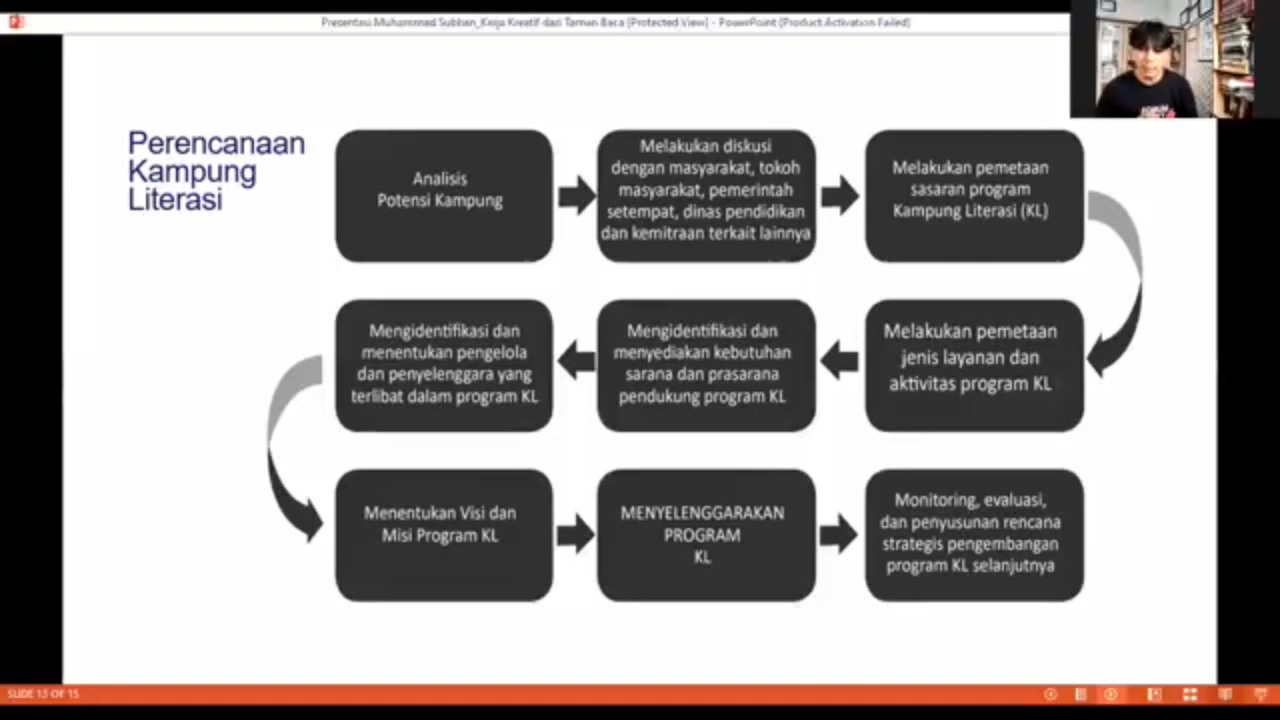 Presentasi Muhammad Subhan_Kerja Kreatif dari Taman Baca [Protected View] - PowerPoint (Product Activation Failed)
Perencanaan
Kampung
Literasi
Analisis
Potensi Kampung
Melakukan diskusi
dengan masyarakat, tokoh
masyarakat, pemerintah
setempat, dinas pendidikan
dan kemitraan terkait lainnya
Melakukan pemetaan
sasaran program
Kampung Literasi (KL)
Melakukan pemetaan
jenis layanan dan
aktivitas program KL
Mengidentifikasi dan
menyediakan kebutuhan
sarana dan prasarana
pendukung program KL
Mengidentifikasi dan
menentukan pengelola
dan penyelenggara yang
terlibat dalam program KL
Menentukan Visi dan
Misi Program KL
MENYELENGGARAKAN
PROGRAM
KL
Monitoring, evaluasi,
dan penyusunan rencana
strategis pengembangan
program KL selanjutnya
SLIDE 13 OF 15
FORUM